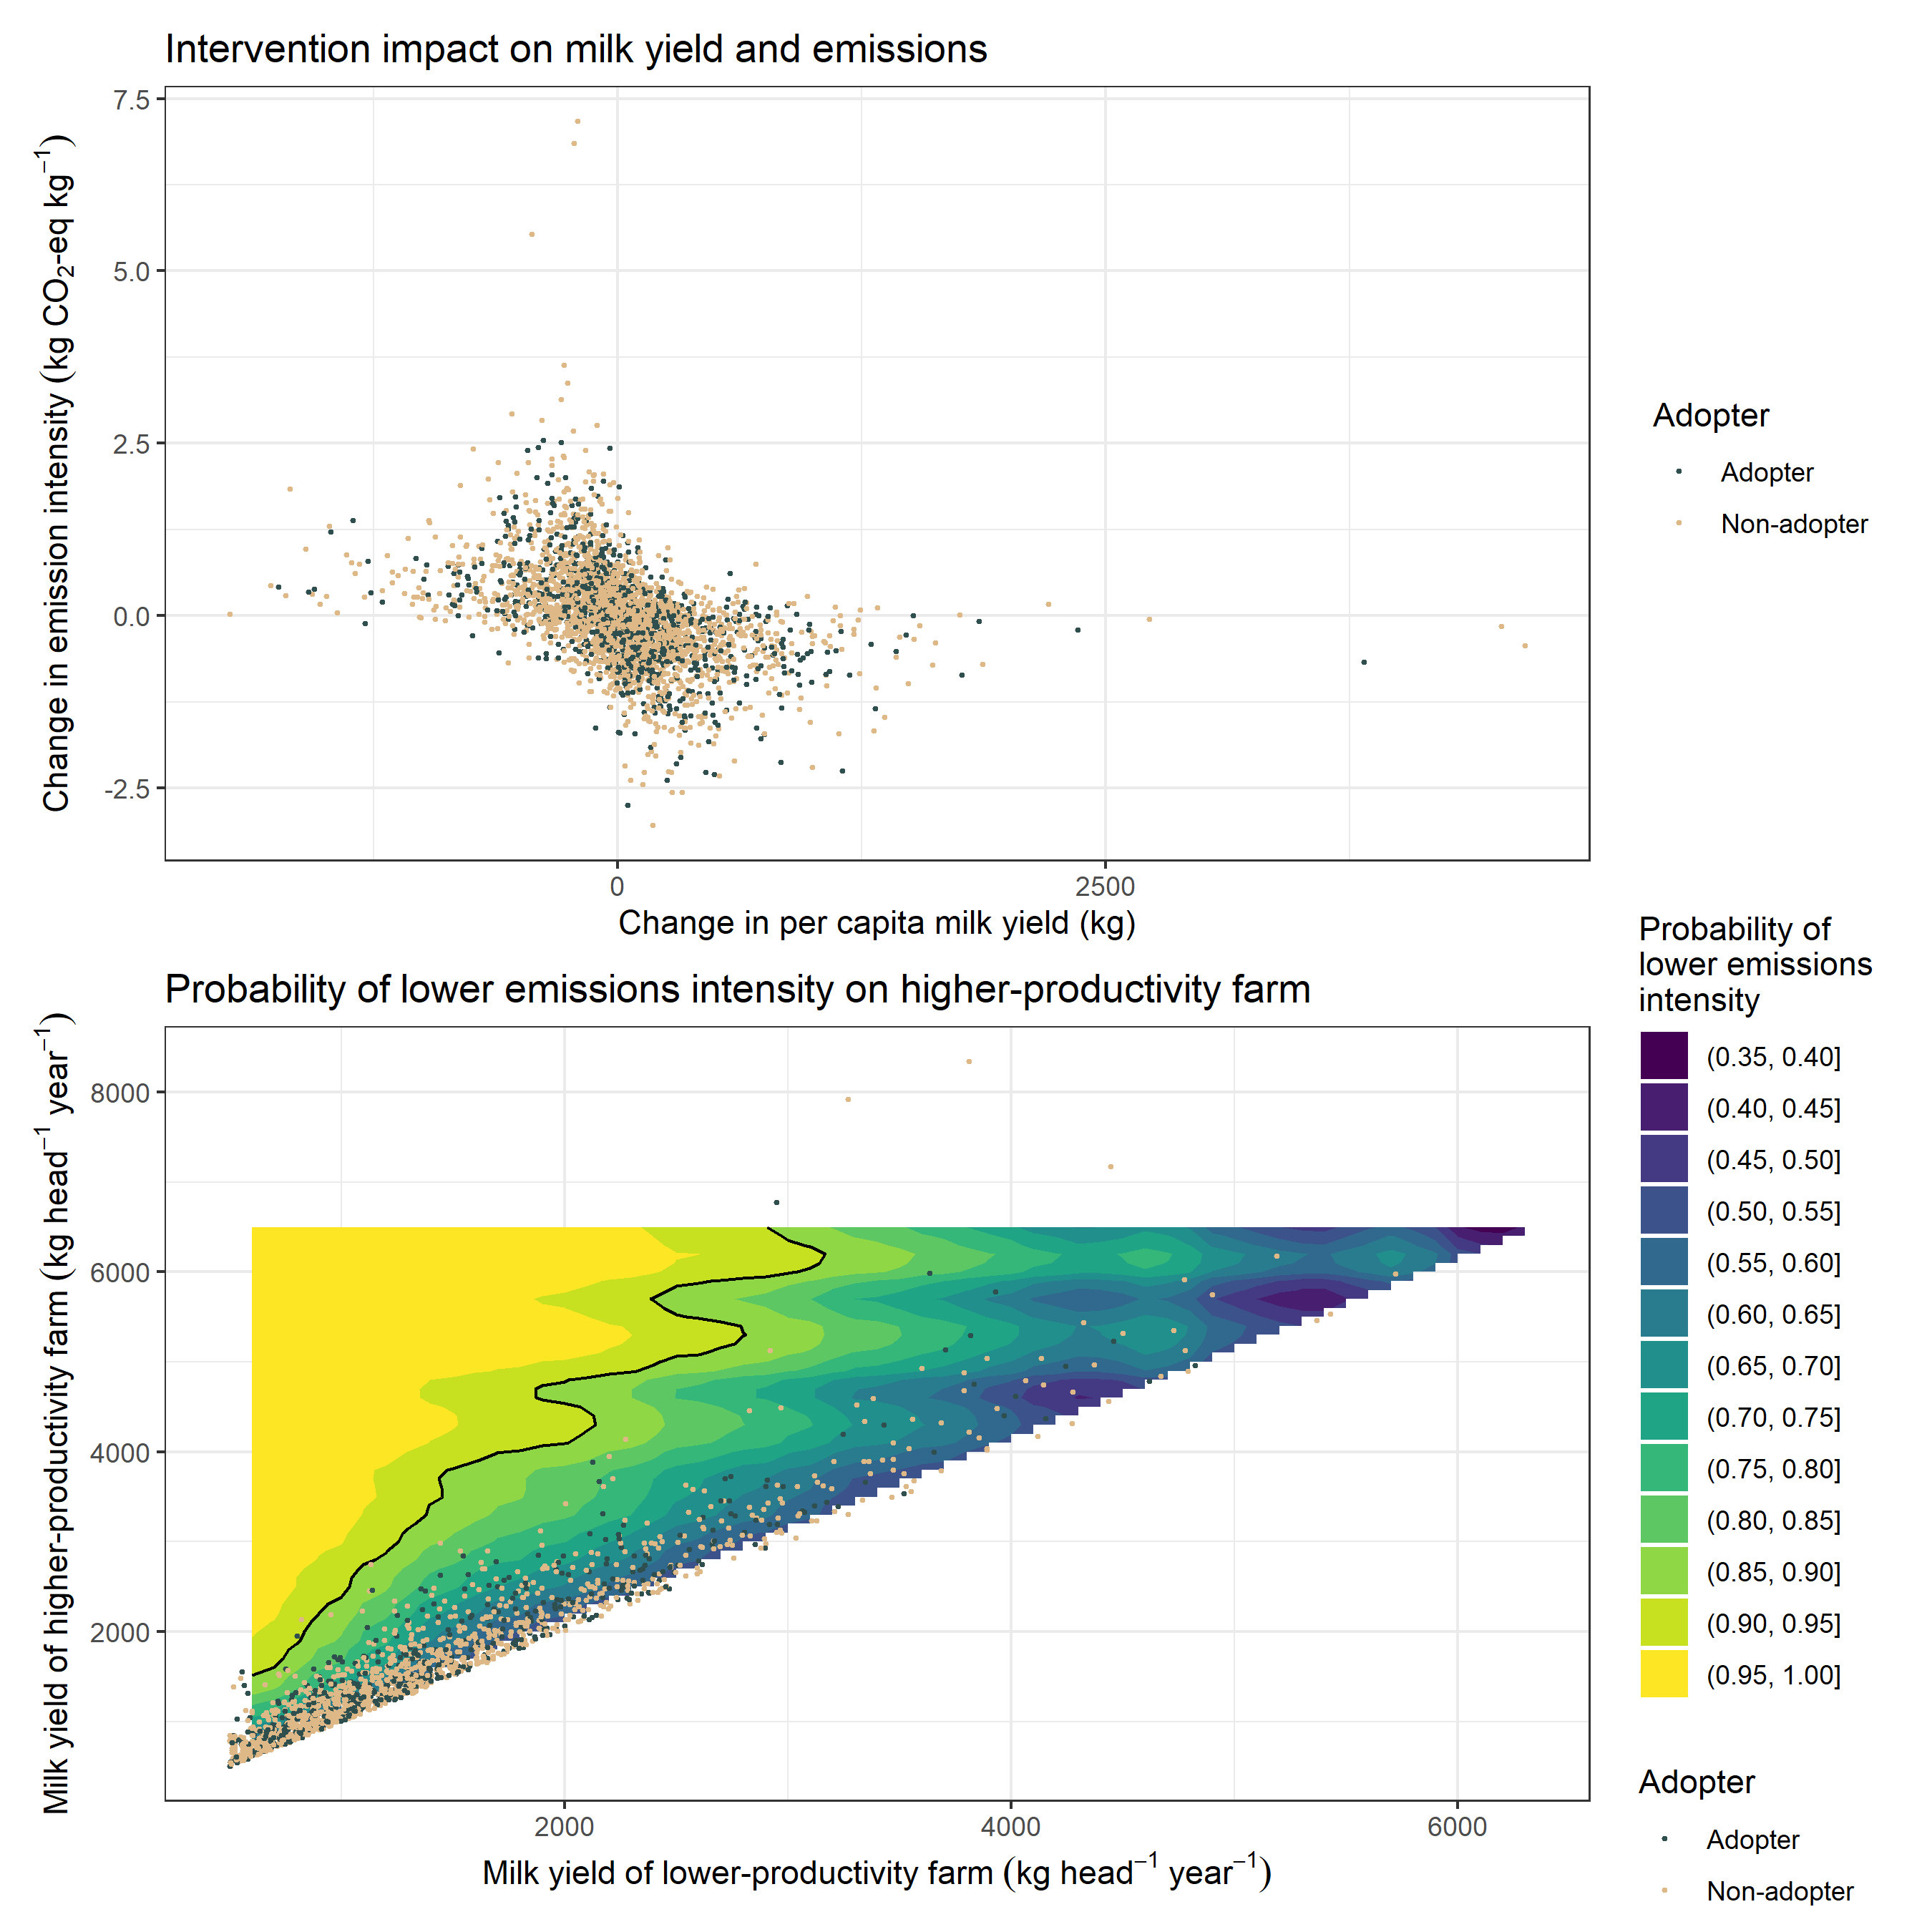 Intervention impact on milk yield and emissions
Change in emission intensity (kg CO₂-eq kg⁻¹)
7.5
5.0
2.5
0.0
-2.5
0
2500
Change in per capita milk yield (kg)
Adopter
Adopter
Non-adopter
Probability of lower emissions intensity on higher-productivity farm
Milk yield of higher-productivity farm (kg head⁻¹ year⁻¹)
8000
6000
4000
2000
2000
4000
6000
Milk yield of lower-productivity farm (kg head⁻¹ year⁻¹)
Probability of
lower emissions
intensity
(0.35, 0.40]
(0.40, 0.45]
(0.45, 0.50]
(0.50, 0.55]
(0.55, 0.60]
(0.60, 0.65]
(0.65, 0.70]
(0.70, 0.75]
(0.75, 0.80]
(0.80, 0.85]
(0.85, 0.90]
(0.90, 0.95]
(0.95, 1.00]
Adopter
Adopter
Non-adopter